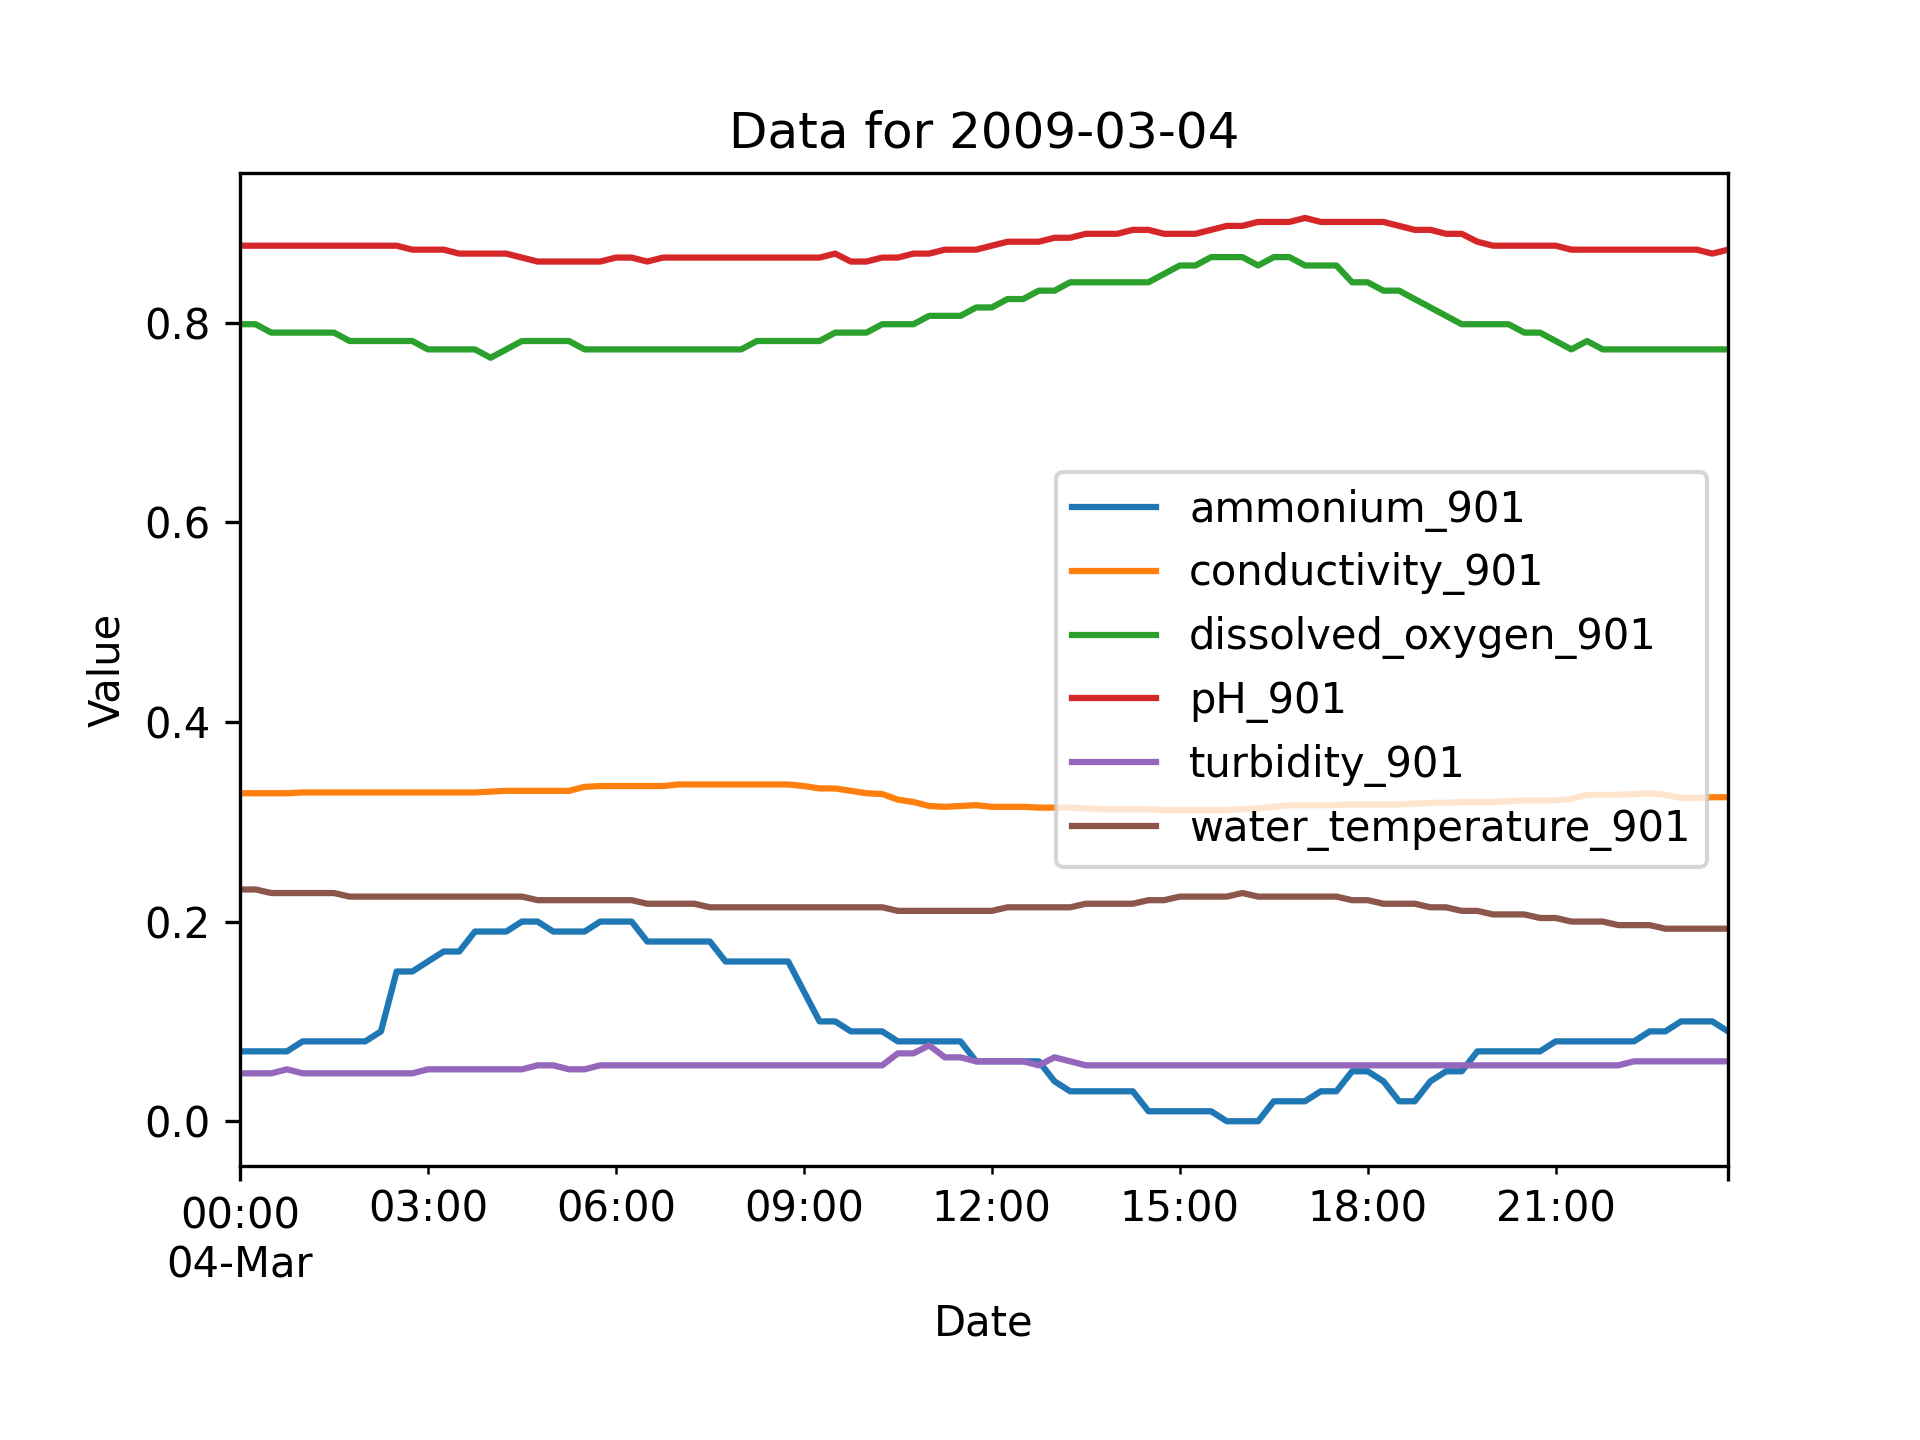 Data for 2009-03-04
Value
0.8
0.6
0.4
0.2
0.0
ammonium_901
conductivity_901
dissolved_oxygen_901
pH_901
turbidity_901
water_temperature_901
00:00 03:00 06:00 09:00 12:00 15:00 18:00 21:00
04-Mar
Date